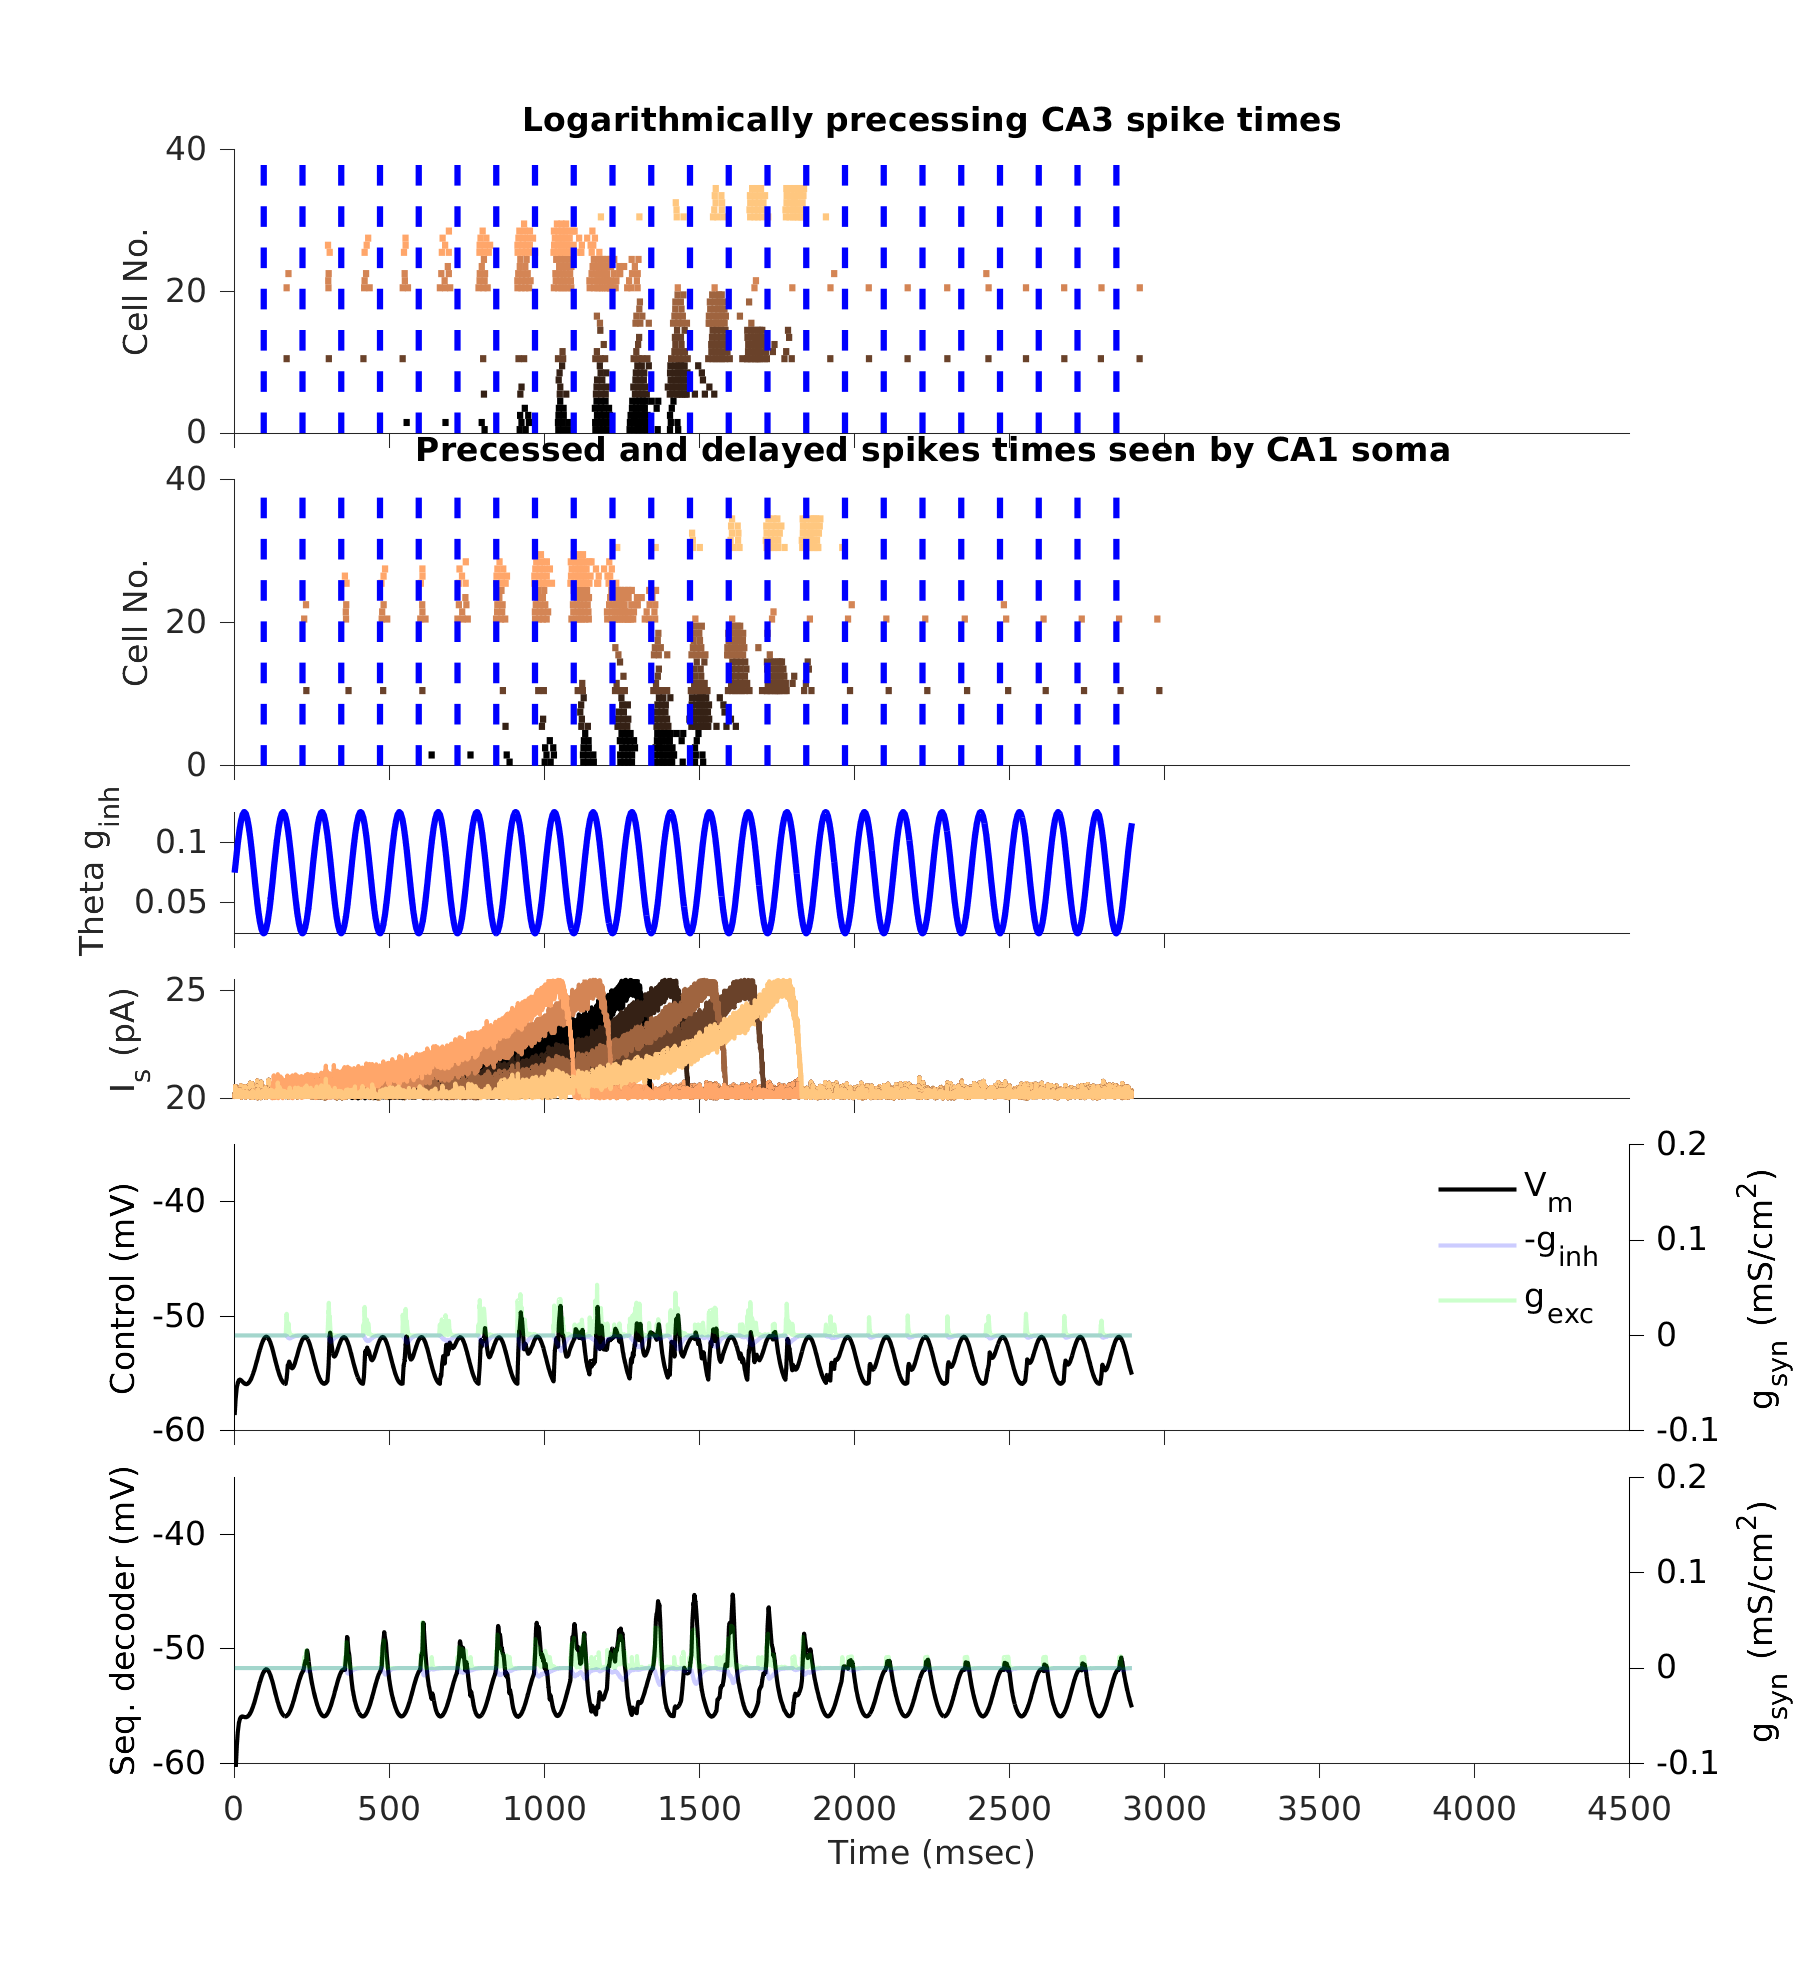 Logarithmically precessing CA3 spike times
40
20
0
Cell No.
Precessed and delayed spikes times seen by CA1 soma
40
20
0
Cell No.
0.1
0.05
Theta g_inh
25
20
I_s (pA)
-40
-50
-60
Control (mV)
V_m
-g_inh
g_exc
0.2
0.1
0
-0.1
g_syn (mS/cm^2)
-40
-50
-60
Seq. decoder (mV)
0.2
0.1
0
-0.1
g_syn (mS/cm^2)
0 500 1000 1500 2000 2500 3000 3500 4000 4500
Time (msec)